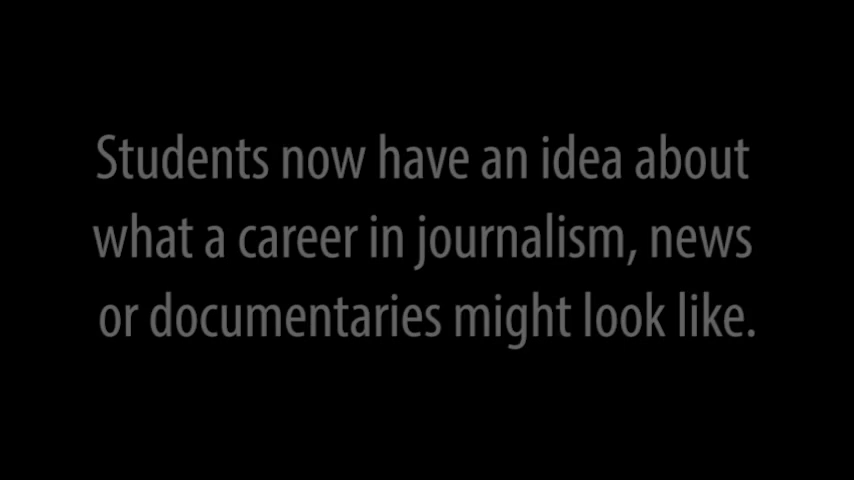 Students now have an idea about
what a career in journalism, news
or documentaries might look like.